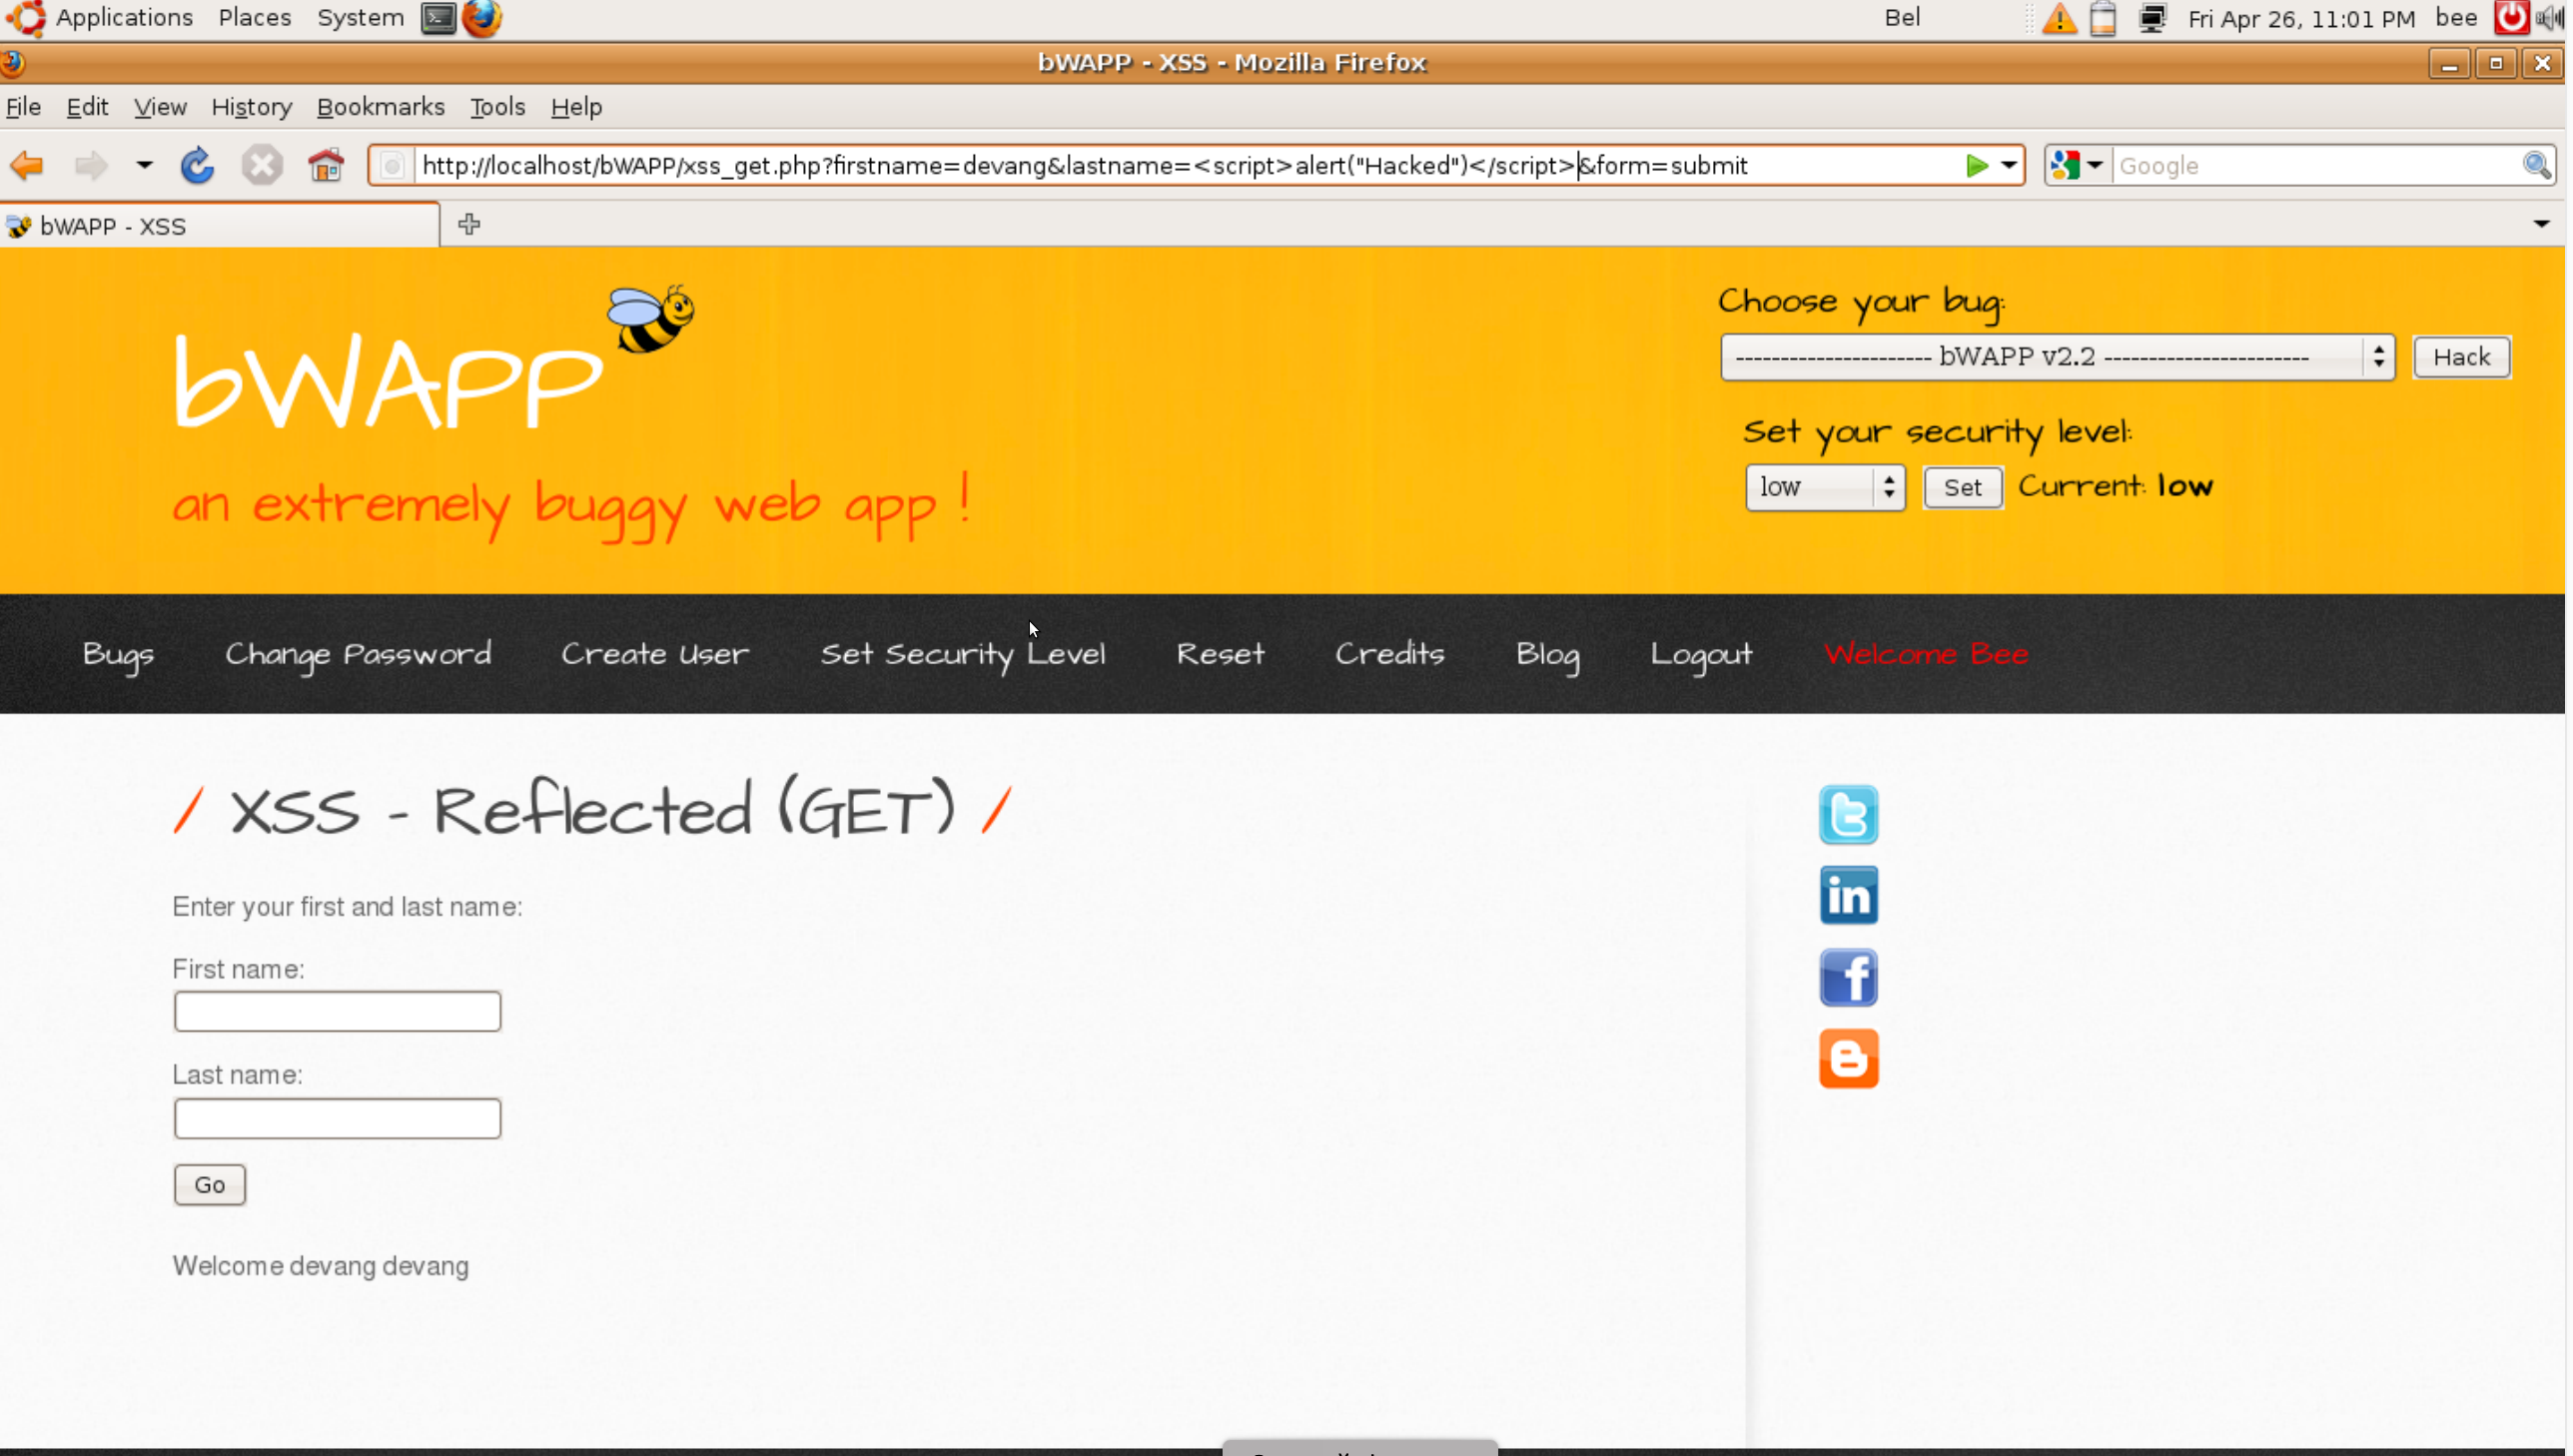 Applications Places System Bel Fri Apr 26, 11:01 PM bee
bWAPP - XSS - Mozilla Firefox
File Edit View History Bookmarks Tools Help
http://localhost/bWAPP/xss_get.php?firstname=devang&lastname=<script>alert("Hacked")</script>&form=submit Google
bWAPP - XSS
Choose your bug:
---------------------- bWAPP v2.2 ----------------------- Hack
bWAPP
Set your security level:
low Set Current: low
an extremely buggy web app !
Bugs Change Password Create User Set Security Level Reset Credits Blog Logout Welcome Bee
/ XSS - Reflected (GET) /
Enter your first and last name:
First name:
Last name:
Go
Welcome devang devang